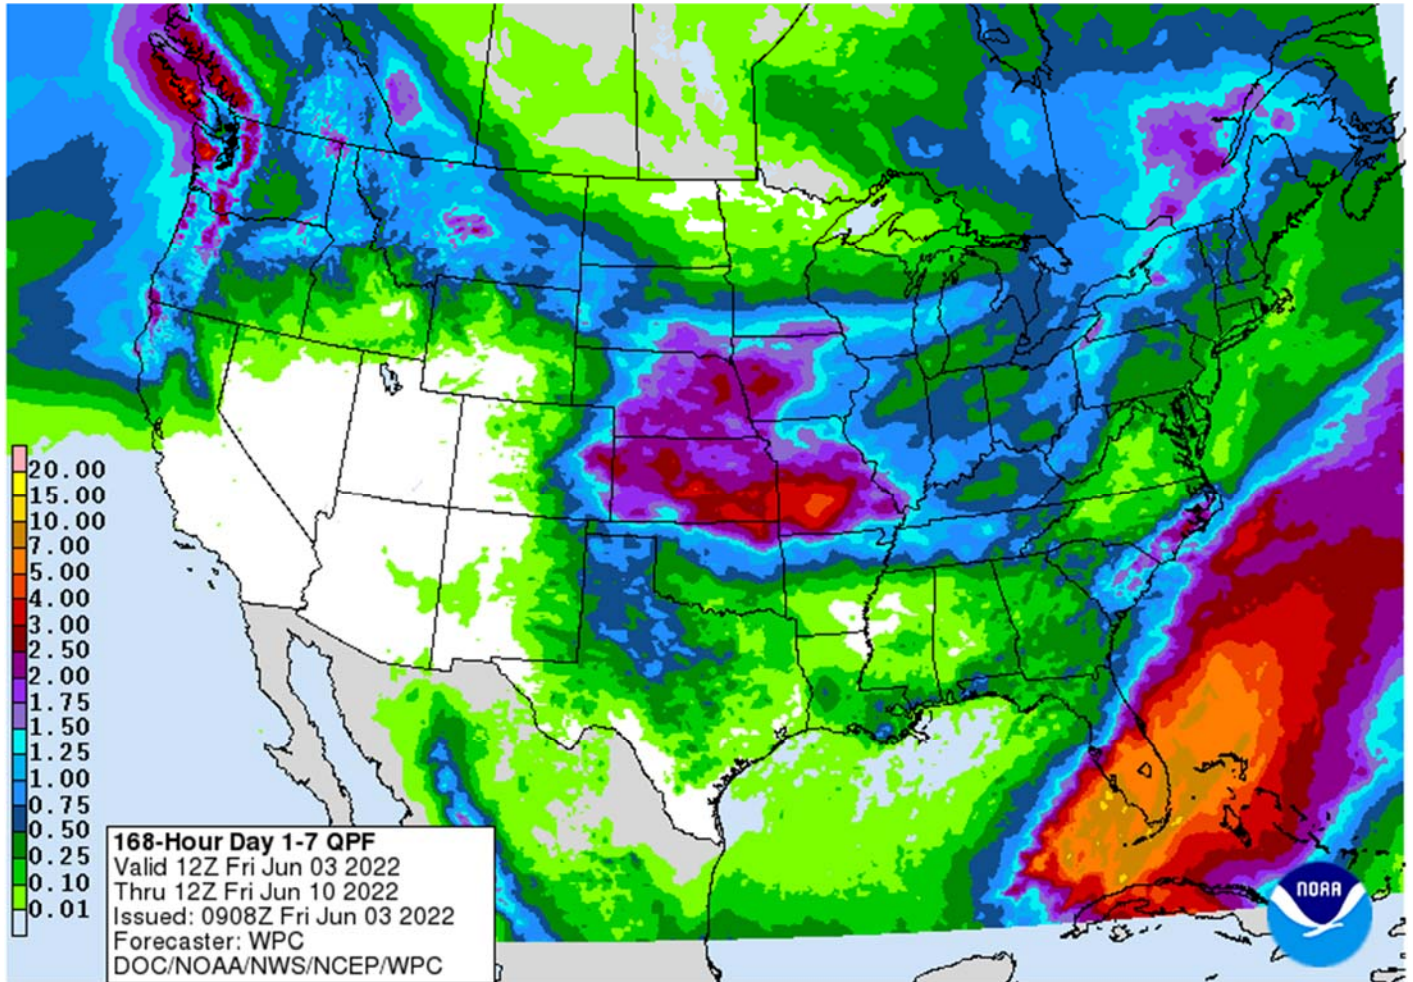 20.00
15.00
10.00
7.00
5.00
4.00
3.00
2.50
2.00
1.75
1.50
1.25
1.00
0.75
0.50
0.25
0.10
0.01
168-Hour Day 1-7 QPF
Valid 12Z Fri Jun 03 2022
Thru 12Z Fri Jun 10 2022
Issued: 0908Z Fri Jun 03 2022
Forecaster: WPC
DOC/NOAA/NWS/NCEP/WPC
NOAA